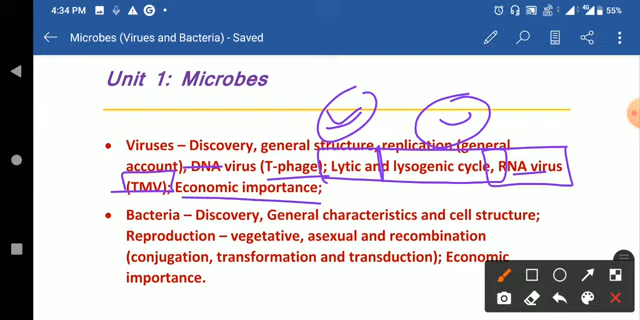 4:34 PM
4G
55%
Microbes (Virues and Bacteria) - Saved
Unit 1: Microbes
• Viruses – Discovery, general structure, replication (general
account), DNA virus (T-phage); Lytic and lysogenic cycle, RNA virus
(TMV); Economic importance;
• Bacteria – Discovery, General characteristics and cell structure;
Reproduction – vegetative, asexual and recombination
(conjugation, transformation and transduction); Economic
importance.